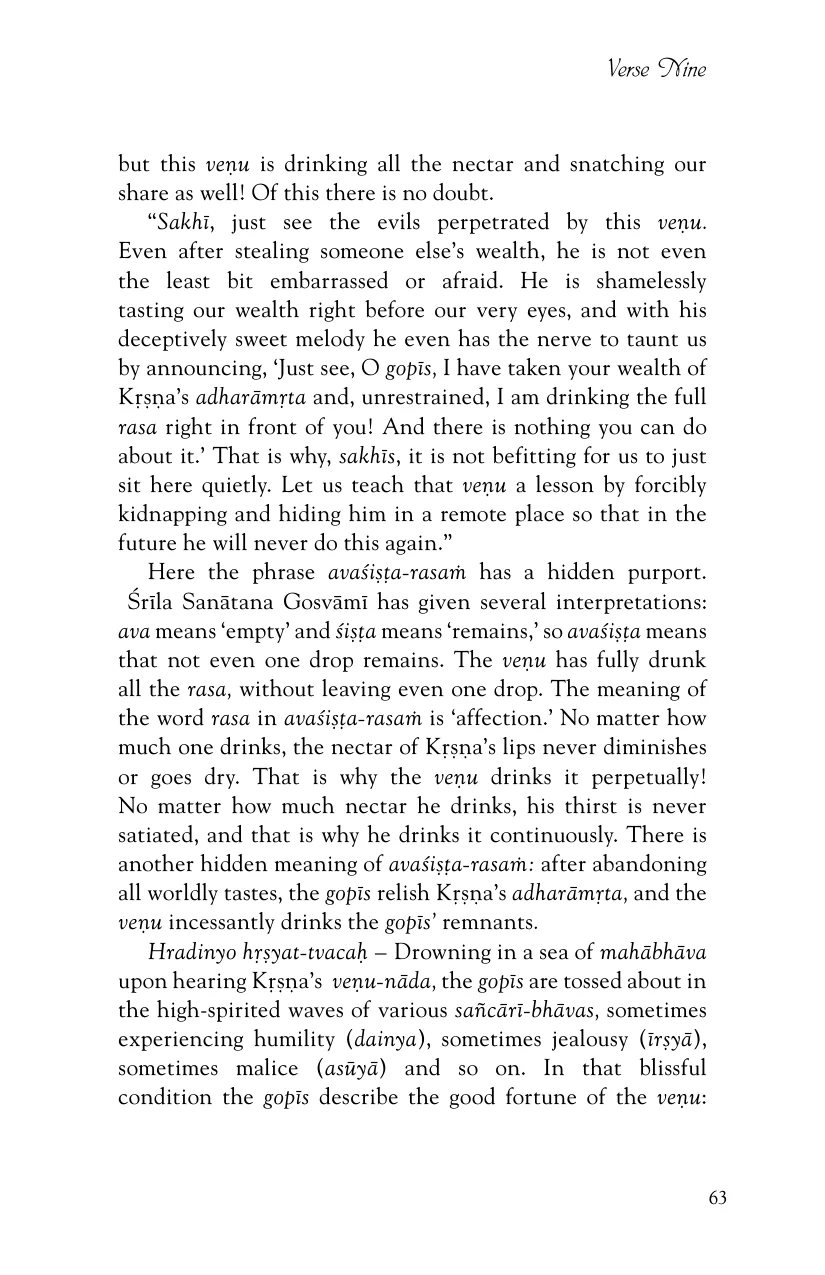 Verse Nine
but this veṇu is drinking all the nectar and snatching our
share as well! Of this there is no doubt.
“Sakhī, just see the evils perpetrated by this veṇu.
Even after stealing someone else’s wealth, he is not even
the least bit embarrassed or afraid. He is shamelessly
tasting our wealth right before our very eyes, and with his
deceptively sweet melody he even has the nerve to taunt us
by announcing, ‘Just see, O gopīs, I have taken your wealth of
Kṛṣṇa’s adharāmṛta and, unrestrained, I am drinking the full
rasa right in front of you! And there is nothing you can do
about it.’ That is why, sakhīs, it is not befitting for us to just
sit here quietly. Let us teach that veṇu a lesson by forcibly
kidnapping and hiding him in a remote place so that in the
future he will never do this again.”
Here the phrase avaśiṣṭa-rasaṁ has a hidden purport.
Śrīla Sanātana Gosvāmī has given several interpretations:
ava means ‘empty’ and śiṣṭa means ‘remains,’ so avaśiṣṭa means
that not even one drop remains. The veṇu has fully drunk
all the rasa, without leaving even one drop. The meaning of
the word rasa in avaśiṣṭa-rasaṁ is ‘affection.’ No matter how
much one drinks, the nectar of Kṛṣṇa’s lips never diminishes
or goes dry. That is why the veṇu drinks it perpetually!
No matter how much nectar he drinks, his thirst is never
satiated, and that is why he drinks it continuously. There is
another hidden meaning of avaśiṣṭa-rasaṁ: after abandoning
all worldly tastes, the gopīs relish Kṛṣṇa’s adharāmṛta, and the
veṇu incessantly drinks the gopīs’ remnants.
Hradinyo hṛṣyat-tvacaḥ – Drowning in a sea of mahābhāva
upon hearing Kṛṣṇa’s veṇu-nāda, the gopīs are tossed about in
the high-spirited waves of various sañcārī-bhāvas, sometimes
experiencing humility (dainya), sometimes jealousy (īrṣyā),
sometimes malice (asūyā) and so on. In that blissful
condition the gopīs describe the good fortune of the veṇu:
63